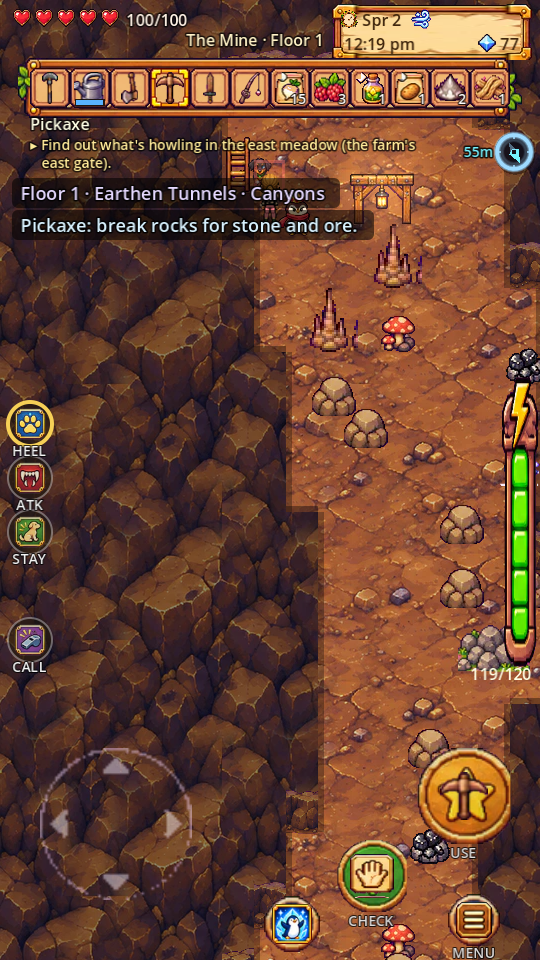 100/100
Spr 2
The Mine · Floor 1
12:19 pm
77
15
3
1
1
2
1
Pickaxe
▸ Find out what's howling in the east meadow (the farm's
east gate).
55m
Floor 1 · Earthen Tunnels · Canyons
Pickaxe: break rocks for stone and ore.
HEEL
ATK
STAY
CALL
119/120
USE
CHECK
MENU